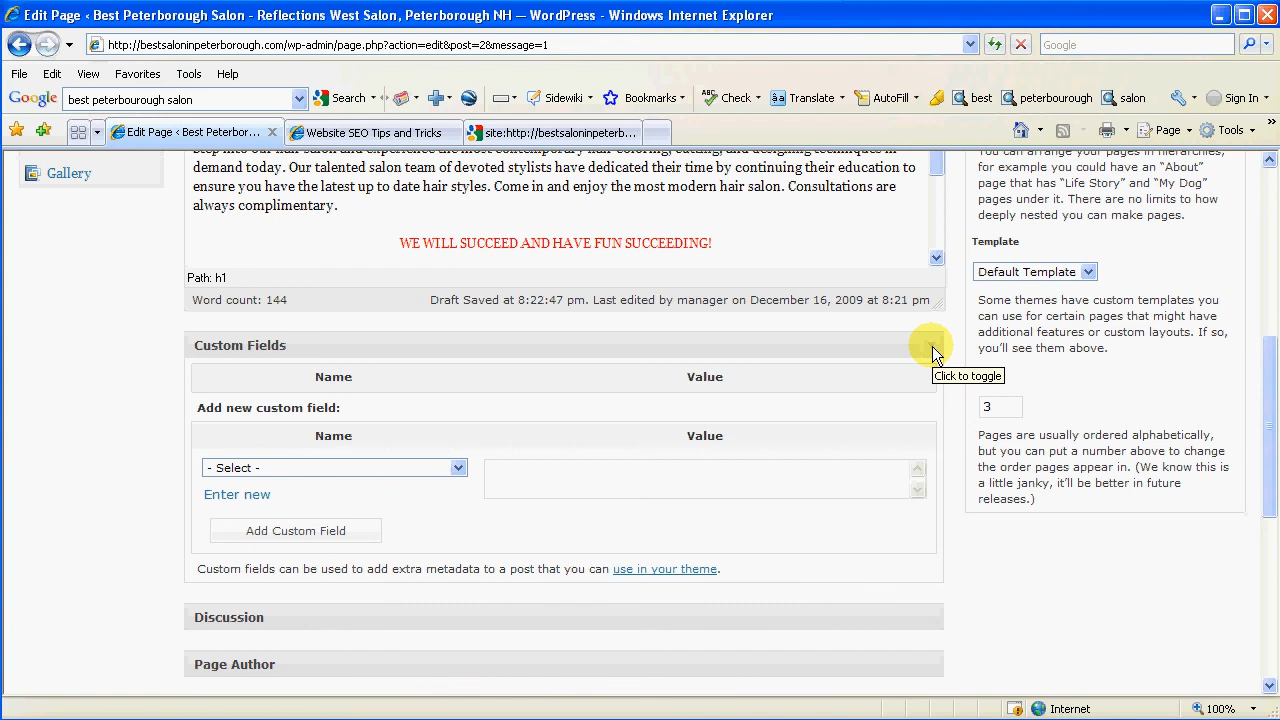 Edit Page ‹ Best Peterborough Salon - Reflections West Salon, Peterborough NH — WordPress - Windows Internet Explorer
http://bestsaloninpeterborough.com/wp-admin/page.php?action=edit&post=2&message=1
Google
File Edit View Favorites Tools Help
Google best peterbourough salon Search Sidewiki Bookmarks ABC Check Translate AutoFill best peterbourough salon Sign In
Edit Page ‹ Best Peterbor... Website SEO Tips and Tricks site:http://bestsaloninpeterb... Page Tools
Gallery
demand today. Our talented salon team of devoted stylists have dedicated their time by continuing their education to
ensure you have the latest up to date hair styles. Come in and enjoy the most modern hair salon. Consultations are
always complimentary.
WE WILL SUCCEED AND HAVE FUN SUCCEEDING!
Path: h1
Word count: 144 Draft Saved at 8:22:47 pm. Last edited by manager on December 16, 2009 at 8:21 pm
Custom Fields
Click to toggle
Name Value
Add new custom field:
Name Value
- Select -
Enter new
Add Custom Field
Custom fields can be used to add extra metadata to a post that you can use in your theme.
Discussion
Page Author
You can arrange your pages in hierarchies,
for example you could have an “About”
page that has “Life Story” and “My Dog”
pages under it. There are no limits to how
deeply nested you can make pages.
Template
Default Template
Some themes have custom templates you
can use for certain pages that might have
additional features or custom layouts. If so,
you’ll see them above.
3
Pages are usually ordered alphabetically,
but you can put a number above to change
the order pages appear in. (We know this is
a little janky, it’ll be better in future
releases.)
Internet 100%